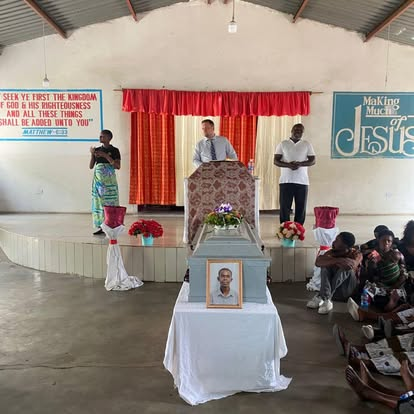 SEEK YE FIRST THE KINGDOM
OF GOD & HIS RIGHTEOUSNESS
AND ALL THESE THINGS
SHALL BE ADDED UNTO YOU"
MATTHEW-6:33
MaKiNG
Much
of
JESUS